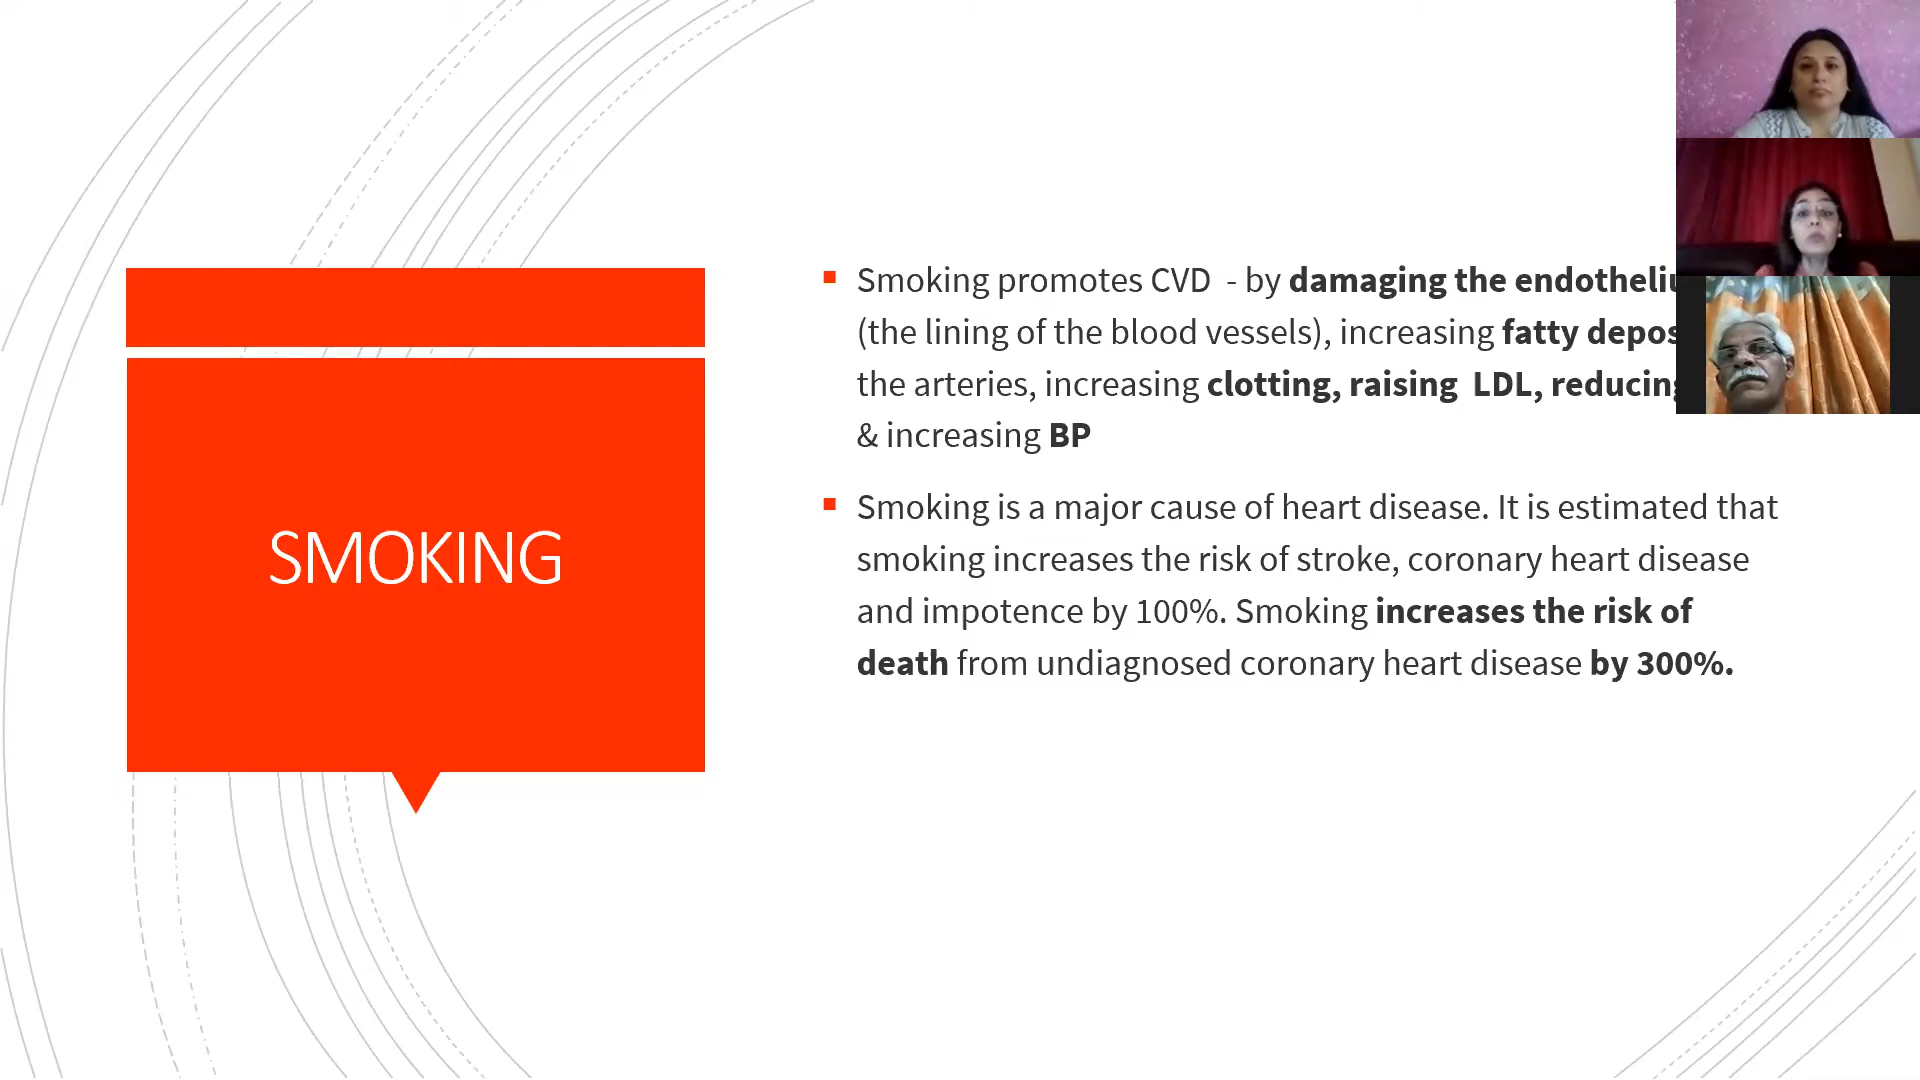 SMOKING
Smoking promotes CVD - by damaging the
(the lining of the blood vessels), increasing fatty
the arteries, increasing clotting, raising LDL, reducing
& increasing BP
Smoking is a major cause of heart disease. It is estimated that
smoking increases the risk of stroke, coronary heart disease
and impotence by 100%. Smoking increases the risk of
death from undiagnosed coronary heart disease by 300%.